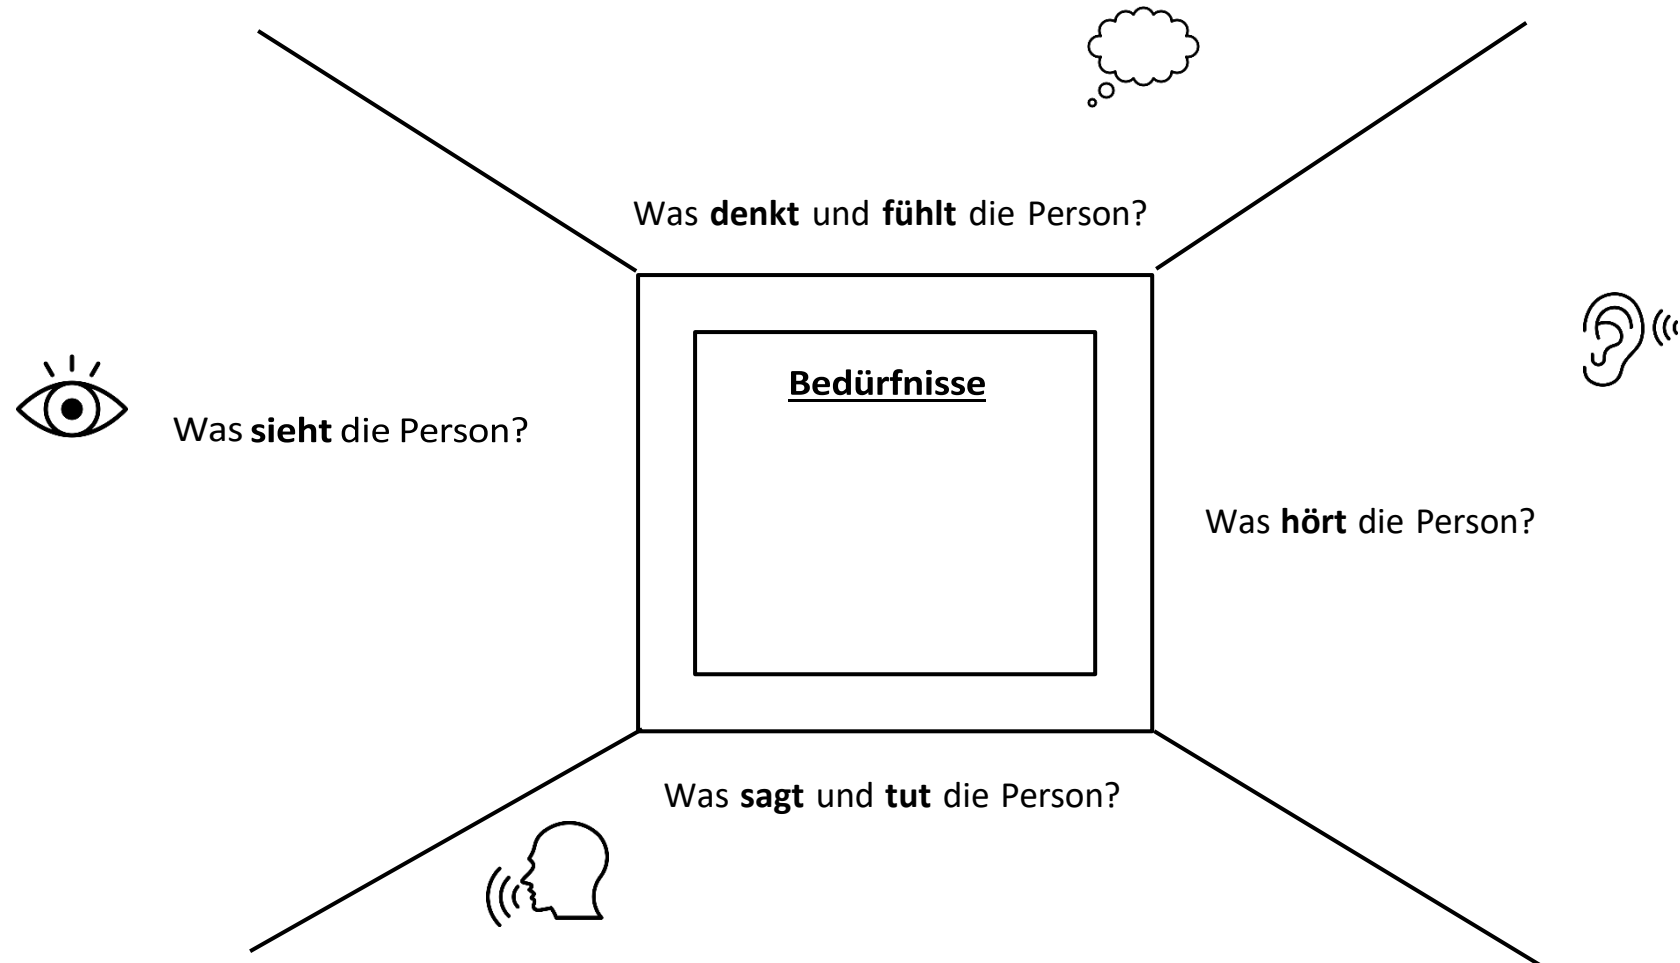 Was denkt und fühlt die Person?
Bedürfnisse
Was sieht die Person?
Was hört die Person?
Was sagt und tut die Person?